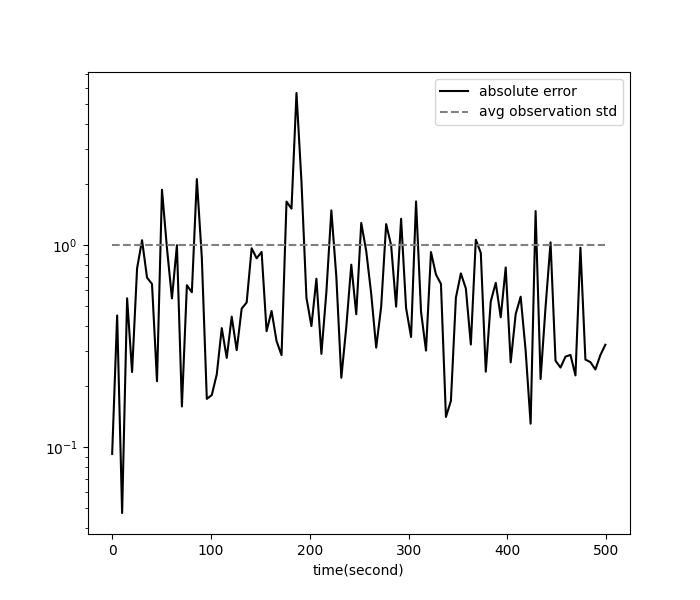 absolute error
avg observation std
10⁰
10⁻¹
0 100 200 300 400 500
time(second)